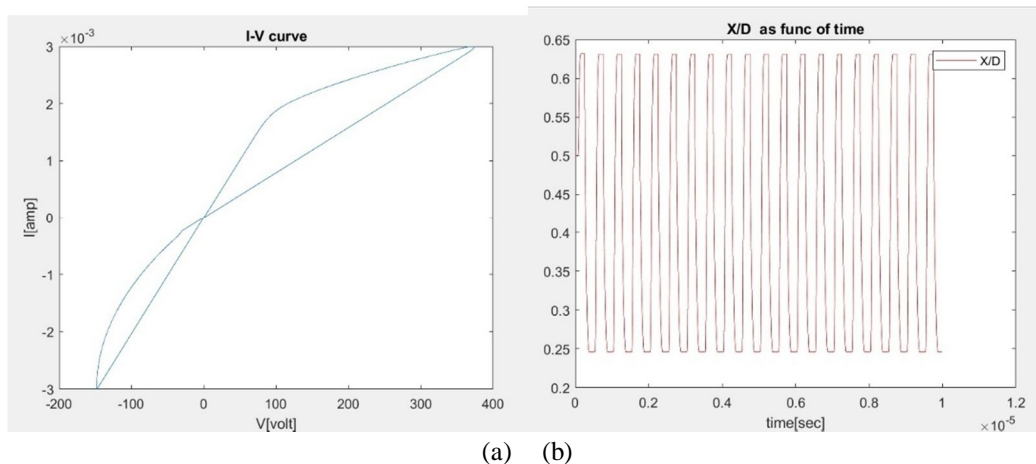 I-V curve
×10⁻³
3
2
1
0
-1
-2
-3
I[amp]
-200 -100 0 100 200 300 400
V[volt]
X/D as func of time
0.65
0.6
0.55
0.5
0.45
0.4
0.35
0.3
0.25
0.2
X/D
0 0.2 0.4 0.6 0.8 1 1.2
×10⁻⁵
time[sec]
(a) (b)